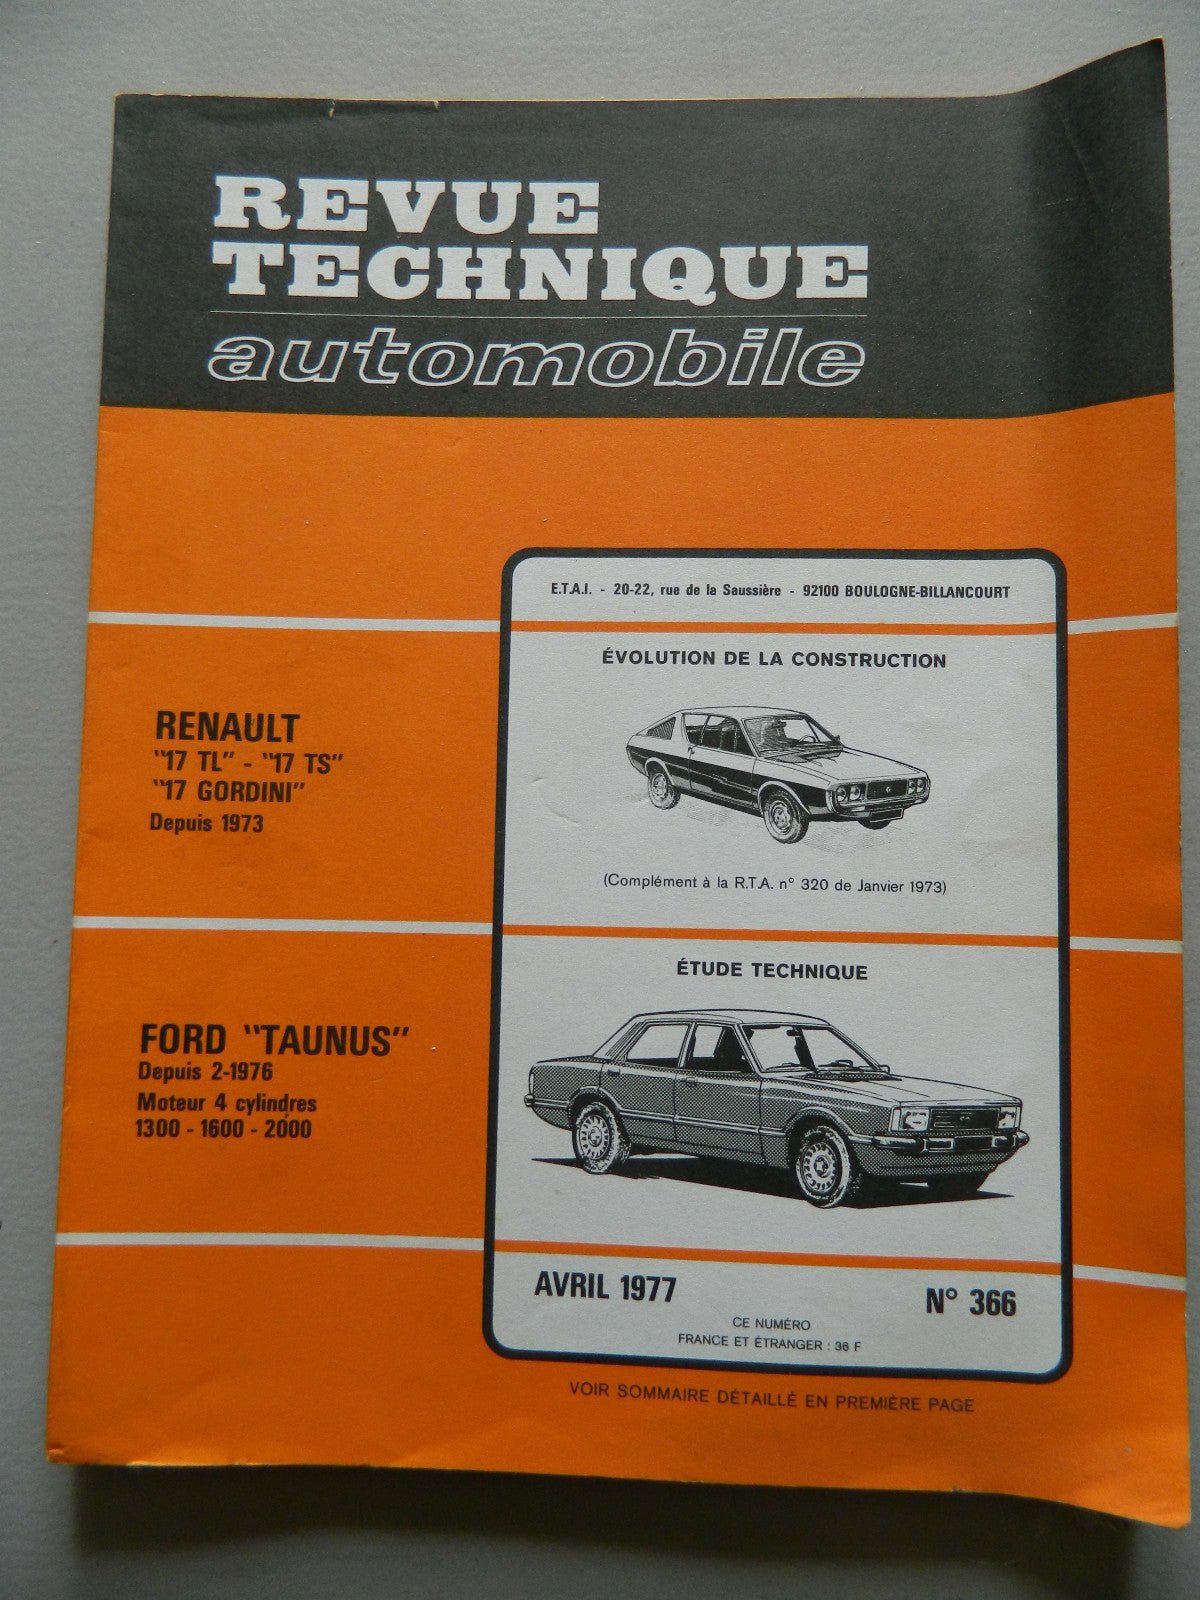 REVUE
TECHNIQUE
automobile
E.T.A.I. - 20-22, rue de la Saussière - 92100 BOULOGNE-BILLANCOURT
ÉVOLUTION DE LA CONSTRUCTION
RENAULT
"17 TL" - "17 TS"
"17 GORDINI"
Depuis 1973
(Complément à la R.T.A. n° 320 de Janvier 1973)
ÉTUDE TECHNIQUE
FORD "TAUNUS"
Depuis 2-1976
Moteur 4 cylindres
1300 - 1600 - 2000
AVRIL 1977
N° 366
CE NUMÉRO
FRANCE ET ÉTRANGER : 36 F
VOIR SOMMAIRE DÉTAILLÉ EN PREMIÈRE PAGE